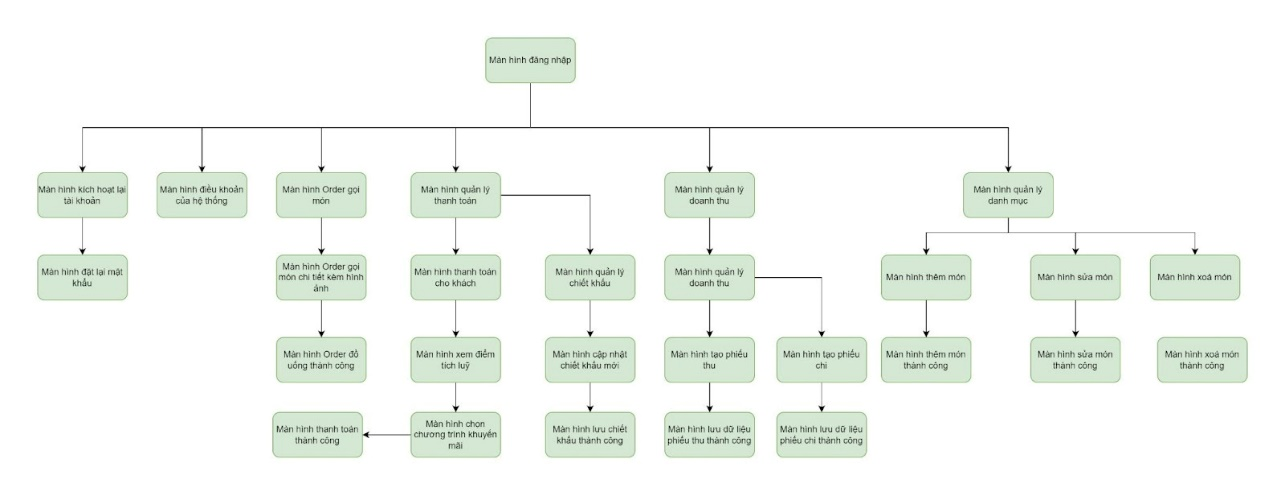 Màn hình đăng nhập
Màn hình kích hoạt lại
tài khoản
Màn hình điều khoản
của hệ thống
Màn hình Order gọi
món
Màn hình quản lý
thanh toán
Màn hình quản lý
doanh thu
Màn hình quản lý
danh mục
Màn hình đặt lại mật
khẩu
Màn hình Order gọi
món chi tiết kèm hình
ảnh
Màn hình thanh toán
cho khách
Màn hình quản lý
chiết khấu
Màn hình quản lý
doanh thu
Màn hình thêm món
Màn hình sửa món
Màn hình xoá món
Màn hình Order đồ
uống thành công
Màn hình xem điểm
tích luỹ
Màn hình cập nhật
chiết khấu mới
Màn hình tạo phiếu
thu
Màn hình tạo phiếu
chi
Màn hình thêm món
thành công
Màn hình sửa món
thành công
Màn hình xoá món
thành công
Màn hình thanh toán
thành công
Màn hình chọn
chương trình khuyến
mãi
Màn hình lưu chiết
khấu thành công
Màn hình lưu dữ liệu
phiếu thu thành công
Màn hình lưu dữ liệu
phiếu chi thành công